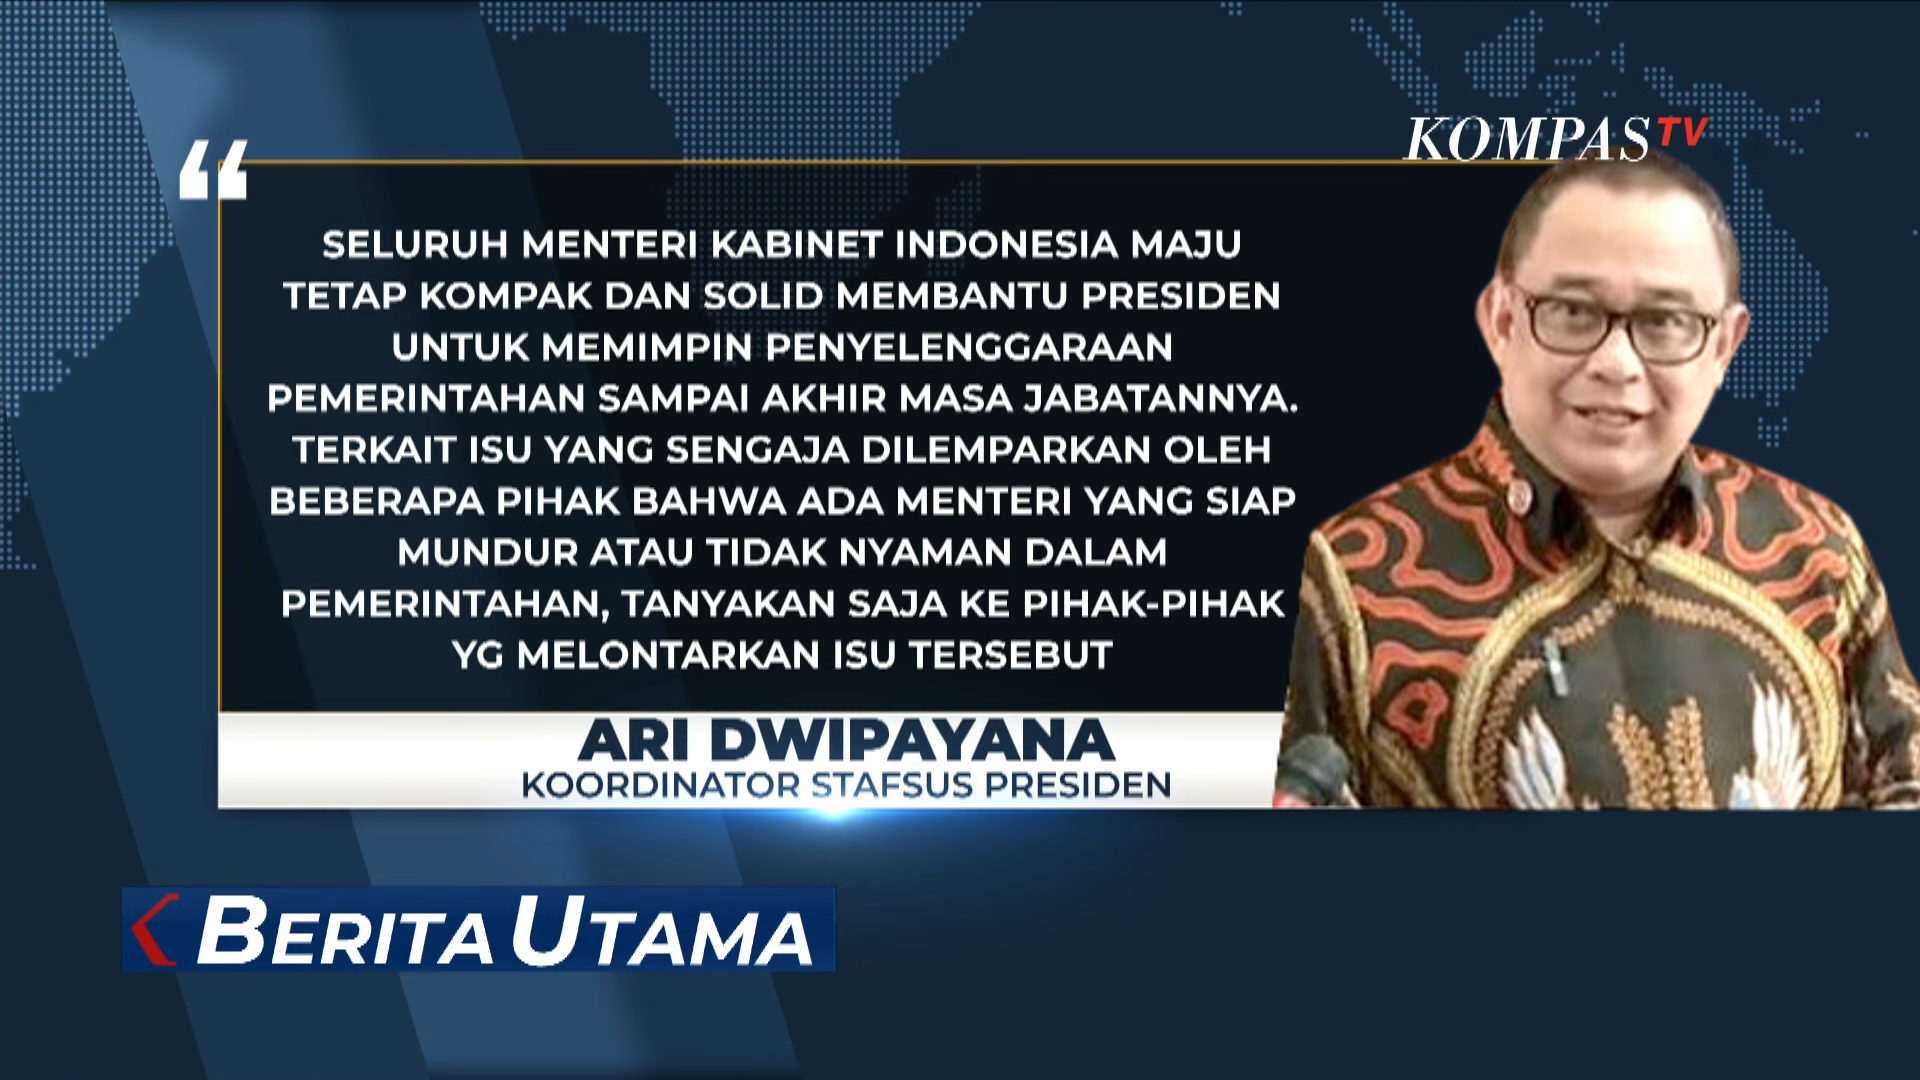 KOMPAS TV
“
SELURUH MENTERI KABINET INDONESIA MAJU
TETAP KOMPAK DAN SOLID MEMBANTU PRESIDEN
UNTUK MEMIMPIN PENYELENGGARAAN
PEMERINTAHAN SAMPAI AKHIR MASA JABATANNYA.
TERKAIT ISU YANG SENGAJA DILEMPARKAN OLEH
BEBERAPA PIHAK BAHWA ADA MENTERI YANG SIAP
MUNDUR ATAU TIDAK NYAMAN DALAM
PEMERINTAHAN, TANYAKAN SAJA KE PIHAK-PIHAK
YG MELONTARKAN ISU TERSEBUT
ARI DWIPAYANA
KOORDINATOR STAFSUS PRESIDEN
BERITA UTAMA